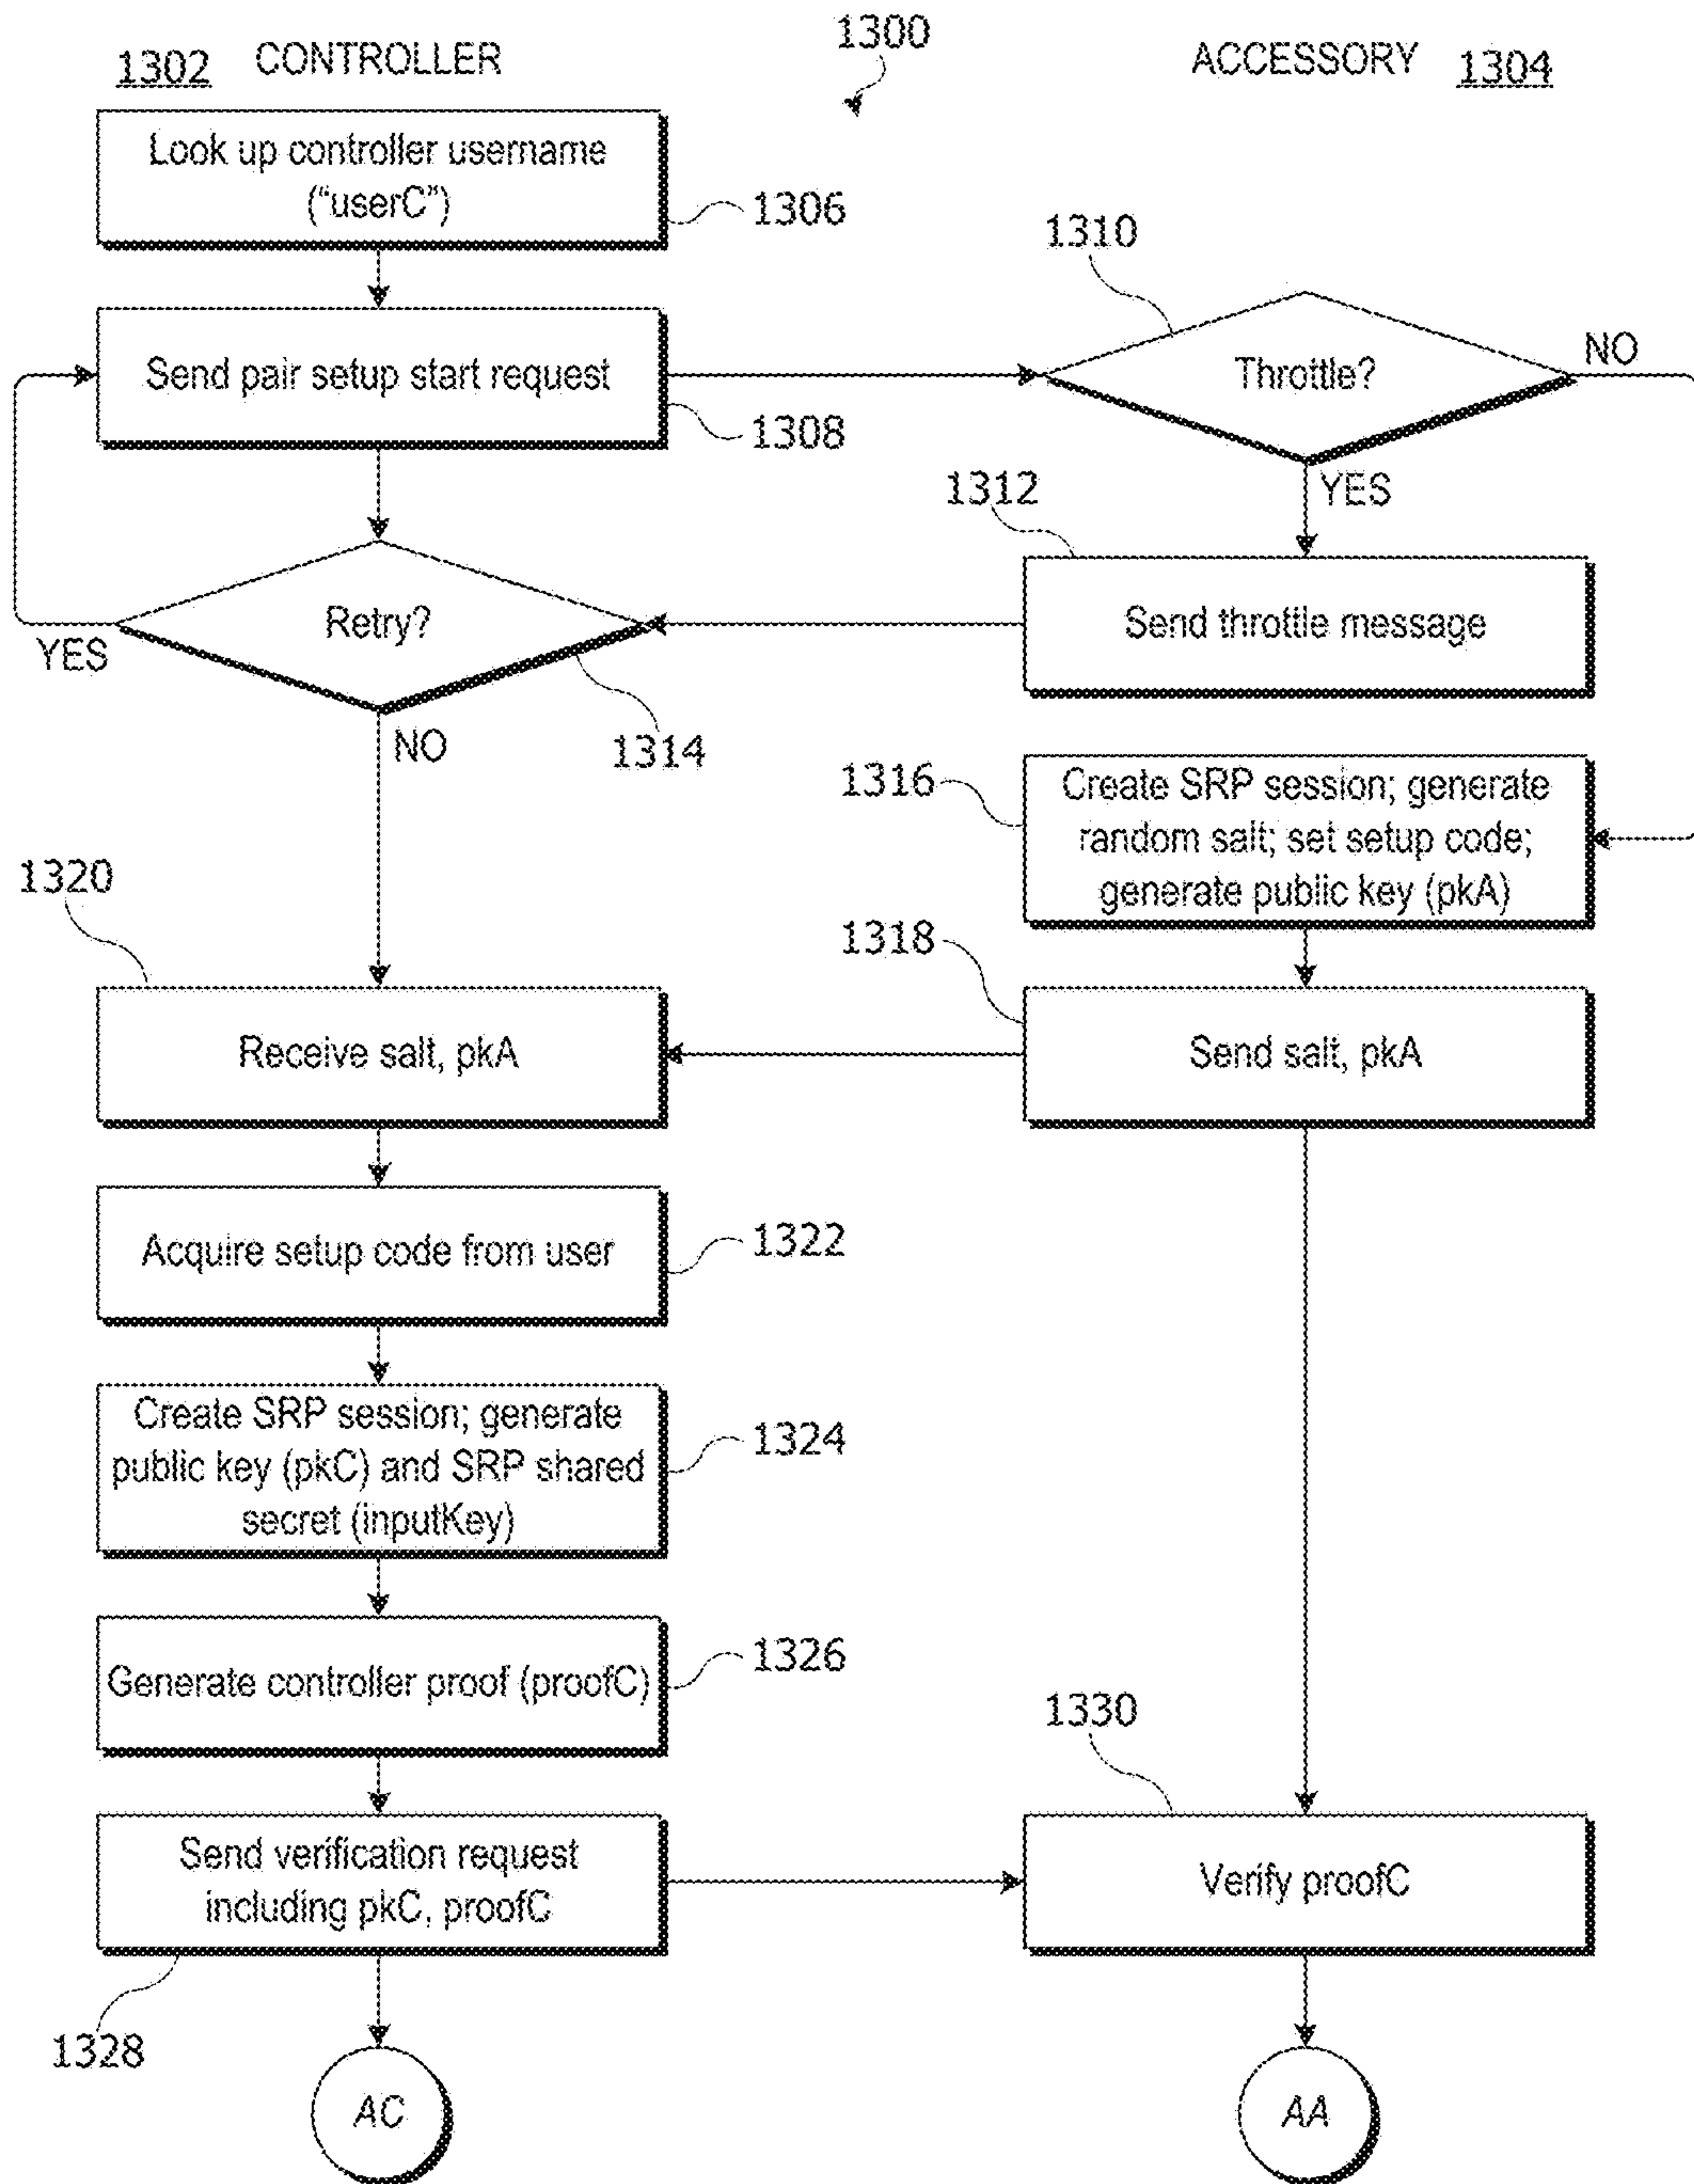 1300
1302 CONTROLLER
ACCESSORY 1304
Look up controller username
("userC")
1306
1310
Send pair setup start request
1308
Throttle?
NO
YES
1312
Retry?
YES
NO
1314
Send throttle message
1316
Create SRP session; generate
random salt; set setup code;
generate public key (pkA)
1320
1318
Receive salt, pkA
Send salt, pkA
Acquire setup code from user
1322
Create SRP session; generate
public key (pkC) and SRP shared
secret (inputKey)
1324
Generate controller proof (proofC)
1326
1330
Send verification request
including pkC, proofC
Verify proofC
1328
AC
AA